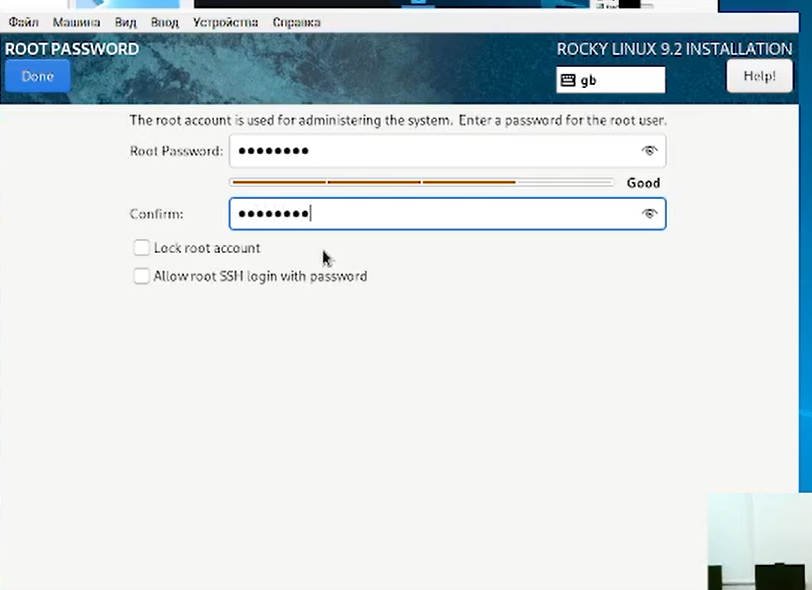 Файл Машина Вид Ввод Устройства Справка
ROOT PASSWORD
ROCKY LINUX 9.2 INSTALLATION
Done
gb
Help!
The root account is used for administering the system. Enter a password for the root user.
Root Password: ●●●●●●●●
Good
Confirm: ●●●●●●●●
Lock root account
Allow root SSH login with password